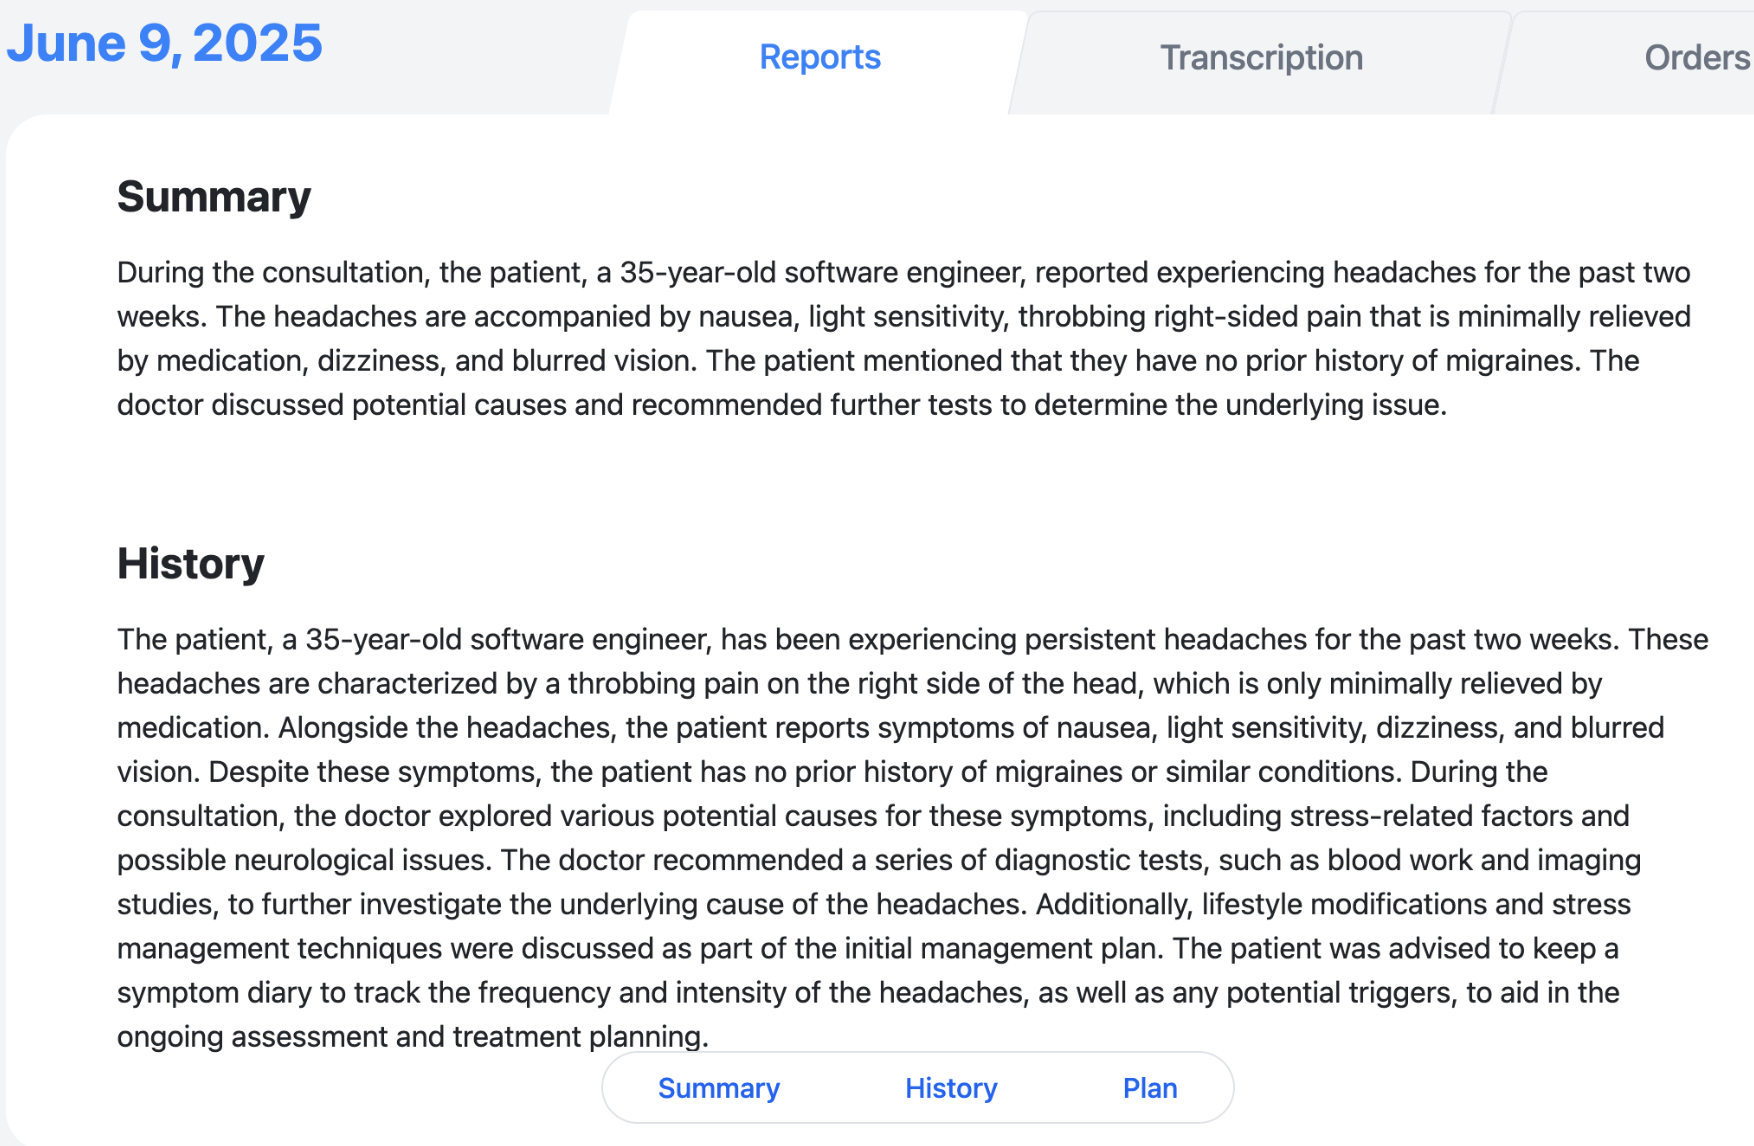 June 9, 2025
Reports
Transcription
Orders
Summary
During the consultation, the patient, a 35-year-old software engineer, reported experiencing headaches for the past two
weeks. The headaches are accompanied by nausea, light sensitivity, throbbing right-sided pain that is minimally relieved
by medication, dizziness, and blurred vision. The patient mentioned that they have no prior history of migraines. The
doctor discussed potential causes and recommended further tests to determine the underlying issue.
History
The patient, a 35-year-old software engineer, has been experiencing persistent headaches for the past two weeks. These
headaches are characterized by a throbbing pain on the right side of the head, which is only minimally relieved by
medication. Alongside the headaches, the patient reports symptoms of nausea, light sensitivity, dizziness, and blurred
vision. Despite these symptoms, the patient has no prior history of migraines or similar conditions. During the
consultation, the doctor explored various potential causes for these symptoms, including stress-related factors and
possible neurological issues. The doctor recommended a series of diagnostic tests, such as blood work and imaging
studies, to further investigate the underlying cause of the headaches. Additionally, lifestyle modifications and stress
management techniques were discussed as part of the initial management plan. The patient was advised to keep a
symptom diary to track the frequency and intensity of the headaches, as well as any potential triggers, to aid in the
ongoing assessment and treatment planning.
Summary
History
Plan